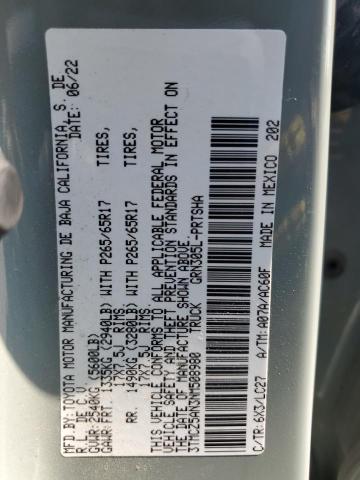 MFD.BY: TOYOTA MOTOR MANUFACTURING DE BAJA CALIFORNIA S. DE
DATE: 06/22
GVWR: 2540KG (5600LB)
GAWR: FRT. 1335KG (2940LB) WITH P265/65R17 TIRES,
17X7.5J RIMS
RR. 1490KG (3280LB) WITH P265/65R17 TIRES,
17X7.5J RIMS
THIS VEHICLE CONFORMS TO ALL APPLICABLE FEDERAL MOTOR
VEHICLE SAFETY AND THEFT PREVENTION STANDARDS IN EFFECT ON
THE DATE OF MANUFACTURE SHOWN ABOVE.
3TMCZ5AN3NM508980 TRUCK GRN305L-PRTSHA
C/TR: 6X3/LC27 A/TM: A07A/AC60F
MADE IN MEXICO 202